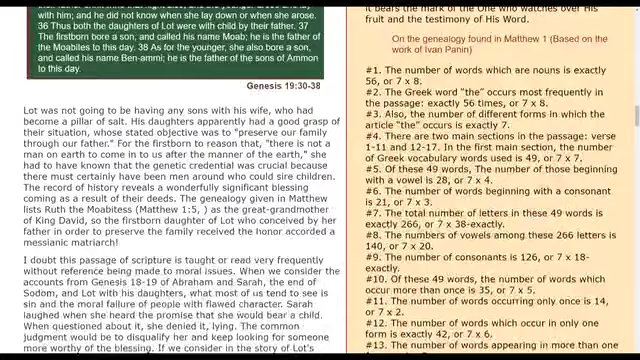 with him; and he did not know when she lay down or when she arose.
36 Thus both the daughters of Lot were with child by their father. 37
The firstborn bore a son, and called his name Moab; he is the father of
the Moabites to this day. 38 As for the younger, she also bore a son,
and called his name Ben-ammi; he is the father of the sons of Ammon
to this day.
Genesis 19:30-38
Lot was not going to be having any sons with his wife, who had
become a pillar of salt. His daughters apparently had a good grasp of
their situation, whose stated objective was to "preserve our family
through our father." For the firstborn to reason that, "there is not a
man on earth to come in to us after the manner of the earth," she
had to have known that the genetic credential was crucial because
there must certainly have been men around who could sire children.
The record of history reveals a wonderfully significant blessing
coming as a result of their deeds. The genealogy given in Matthew
lists Ruth the Moabitess (Matthew 1:5, ) as the great-grandmother
of King David, so the firstborn daughter of Lot who conceived by her
father in order to preserve the family received the honor accorded a
messianic matriarch!
I doubt this passage of scripture is taught or read very frequently
without reference being made to moral issues. When we consider the
accounts from Genesis 18-19 of Abraham and Sarah, the end of
Sodom, and Lot with his daughters, what most of us tend to see is
sin and the moral failure of people with flawed character. Sarah
laughed when she heard the promise that she would bear a child.
When questioned about it, she denied it, lying. The common
judgment would be to disqualify her and keep looking for someone
more worthy of the blessing. If we consider in the story of Lot's
it bears the mark of the One who watches over His
fruit and the testimony of His Word.
On the genealogy found in Matthew 1 (Based on the
work of Ivan Panin)
#1. The number of words which are nouns is exactly
56, or 7 x 8.
#2. The Greek word "the" occurs most frequently in
the passage: exactly 56 times, or 7 x 8.
#3. Also, the number of different forms in which the
article "the" occurs is exactly 7.
#4. There are two main sections in the passage: verse
1-11 and 12-17. In the first main section, the number
of Greek vocabulary words used is 49, or 7 x 7.
#5. Of these 49 words, The number of those beginning
with a vowel is 28, or 7 x 4.
#6. The number of words beginning with a consonant
is 21, or 7 x 3.
#7. The total number of letters in these 49 words is
exactly 266, or 7 x 38-exactly.
#8. The numbers of vowels among these 266 letters is
140, or 7 x 20.
#9. The number of consonants is 126, or 7 x 18-
exactly.
#10. Of these 49 words, the number of words which
occur more than once is 35, or 7 x 5.
#11. The number of words occurring only once is 14,
or 7 x 2.
#12. The number of words which occur in only one
form is exactly 42, or 7 x 6.
#13. The number of words appearing in more than one